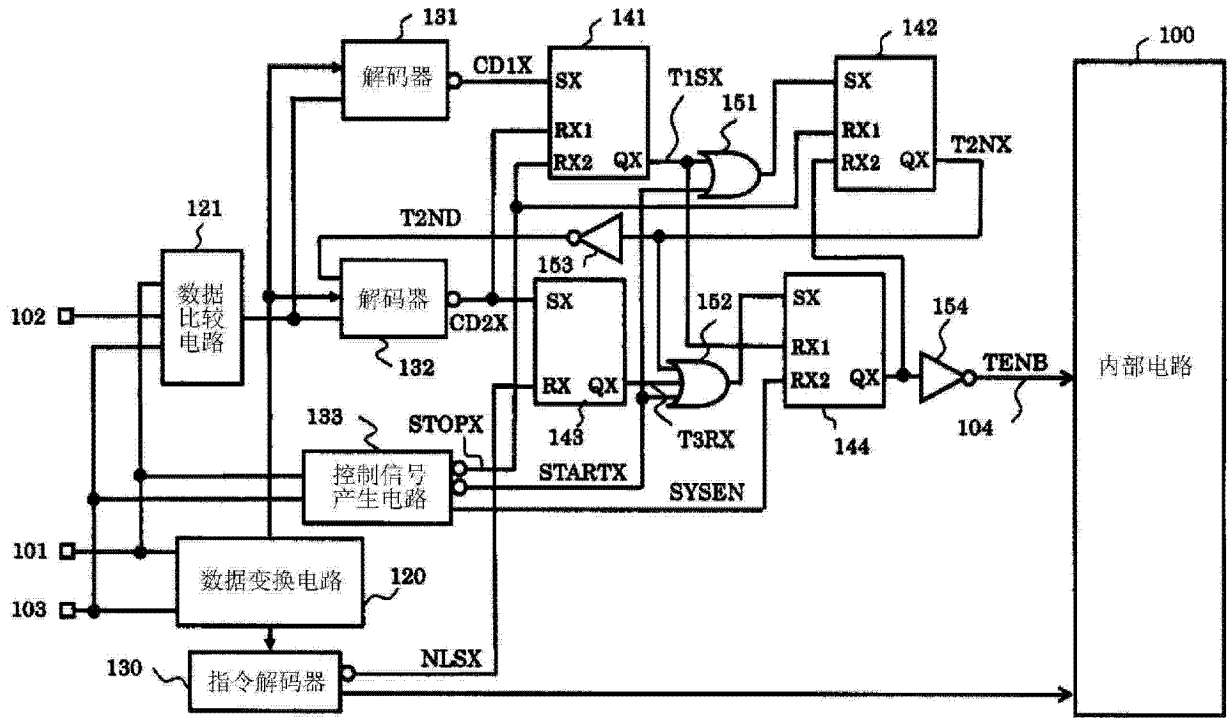 131
解码器
CD1X
141
SX
RX1
RX2
QX
T1SX
151
142
SX
RX1
RX2
QX
T2NX
100
内部电路
121
数据
比较
电路
102
T2ND
153
解码器
132
CD2X
SX
RX
QX
143
152
T3RX
SX
RX1
RX2
QX
144
154
TENB
104
133
控制信号
产生电路
STOPX
STARTX
SYSEN
101
103
数据变换电路
120
130
指令解码器
NLSX